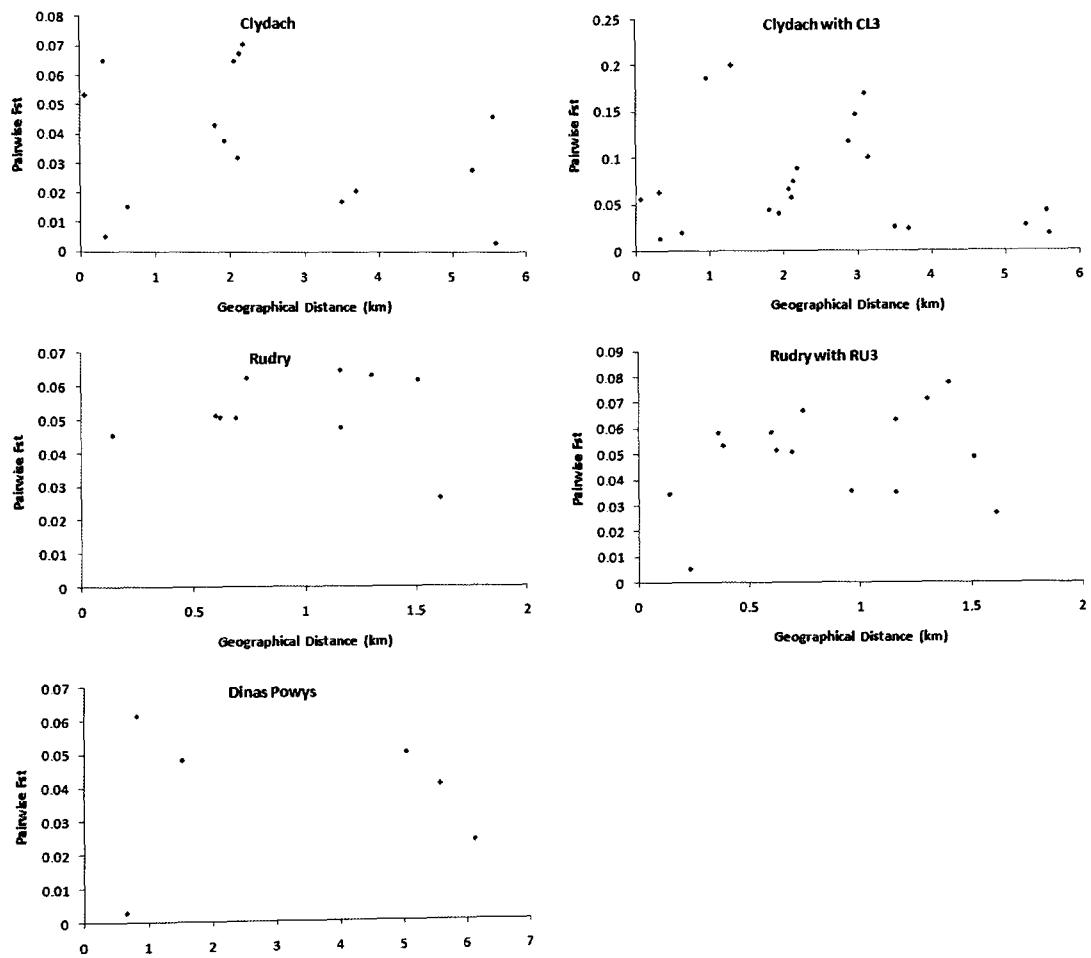 Clydach
Pairwise Fst
0.08
0.07
0.06
0.05
0.04
0.03
0.02
0.01
0
0 1 2 3 4 5 6
Geographical Distance (km)
Clydach with CL3
Pairwise Fst
0.25
0.2
0.15
0.1
0.05
0
0 1 2 3 4 5 6
Geographical Distance (km)
Rudry
Pairwise Fst
0.07
0.06
0.05
0.04
0.03
0.02
0.01
0
0 0.5 1 1.5 2
Geographical Distance (km)
Rudry with RU3
Pairwise Fst
0.09
0.08
0.07
0.06
0.05
0.04
0.03
0.02
0.01
0
0 0.5 1 1.5 2
Geographical Distance (km)
Dinas Powys
Pairwise Fst
0.07
0.06
0.05
0.04
0.03
0.02
0.01
0
0 1 2 3 4 5 6 7